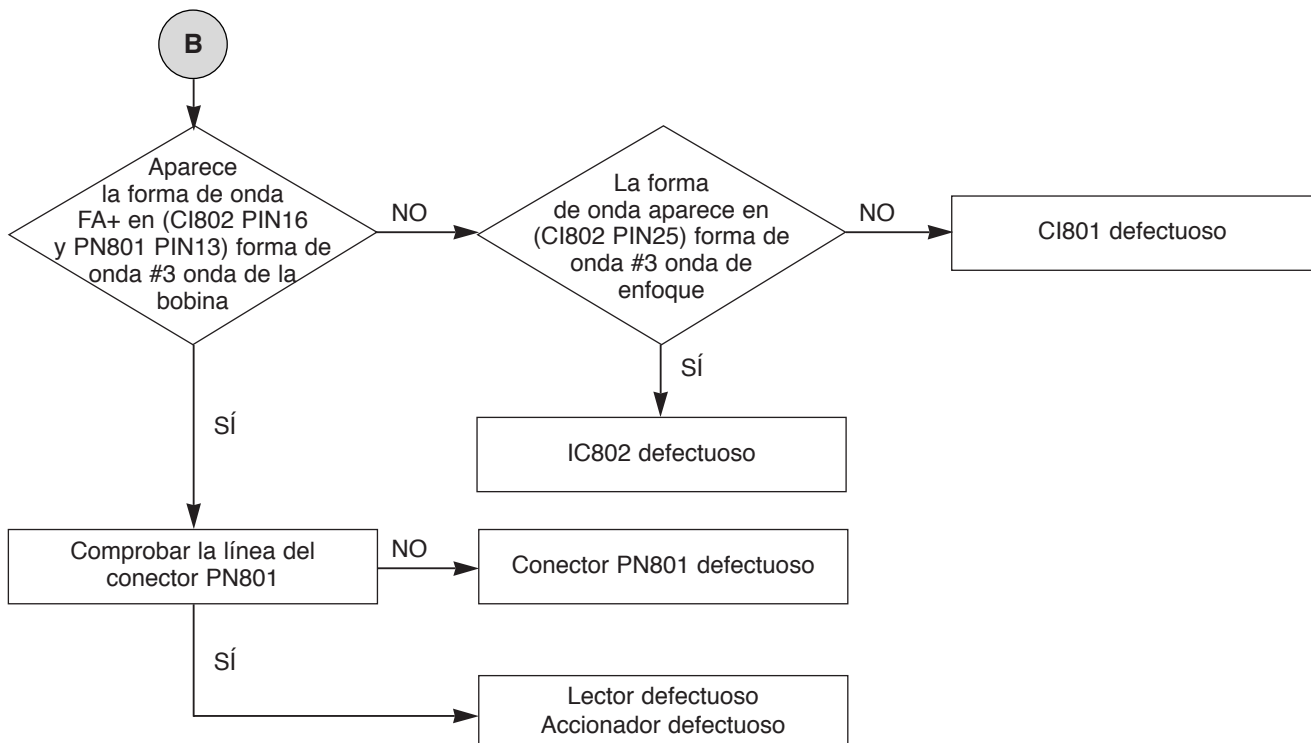 B
Aparece
la forma de onda
FA+ en (CI802 PIN16
y PN801 PIN13) forma de
onda #3 onda de la
bobina
NO
La forma
de onda aparece en
(CI802 PIN25) forma de
onda #3 onda de
enfoque
NO
CI801 defectuoso
SÍ
IC802 defectuoso
SÍ
Comprobar la línea del
conector PN801
NO
Conector PN801 defectuoso
SÍ
Lector defectuoso
Accionador defectuoso